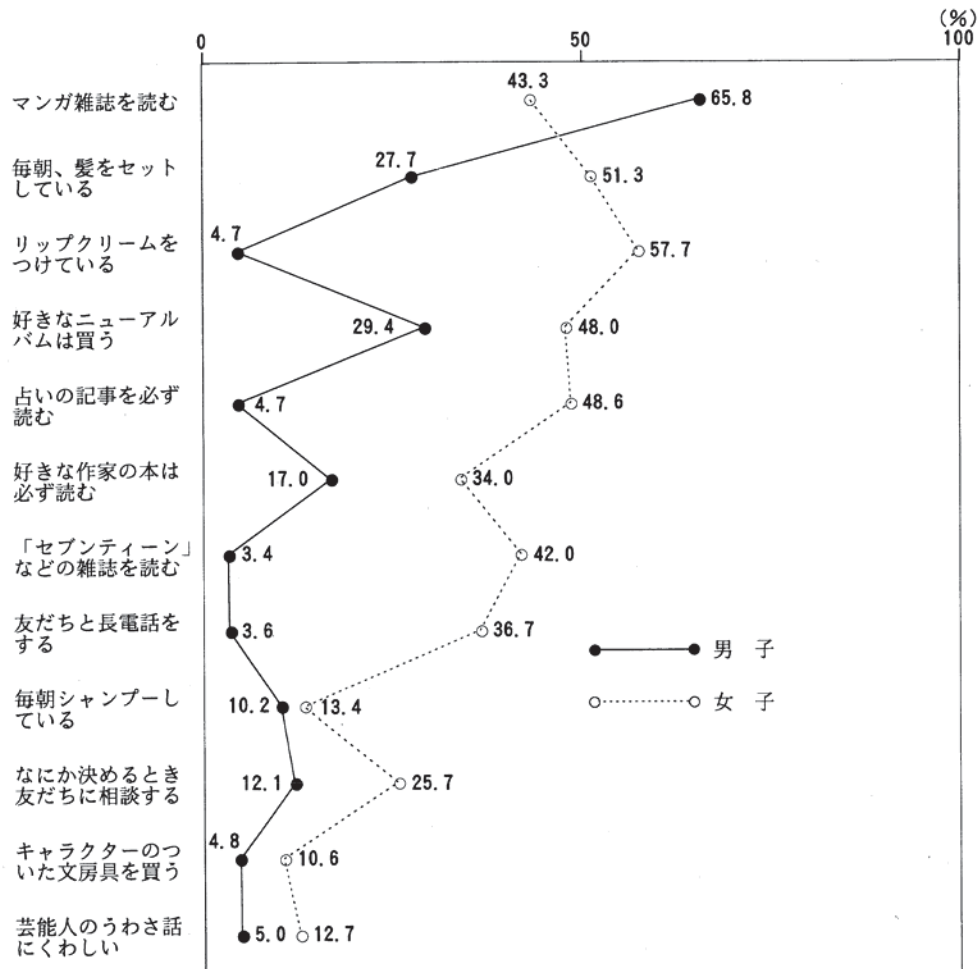 (%)
0
50
100
マンガ雑誌を読む
43.3
65.8
毎朝、髪をセット
している
27.7
51.3
リップクリームを
つけている
4.7
57.7
好きなニューアル
バムは買う
29.4
48.0
占いの記事を必ず
読む
4.7
48.6
好きな作家の本は
必ず読む
17.0
34.0
「セブンティーン」
などの雑誌を読む
3.4
42.0
友だちと長電話を
する
3.6
36.7
男 子
毎朝シャンプーし
ている
10.2
13.4
女 子
なにか決めるとき
友だちに相談する
12.1
25.7
キャラクターのつ
いた文房具を買う
4.8
10.6
芸能人のうわさ話
にくわしい
5.0
12.7